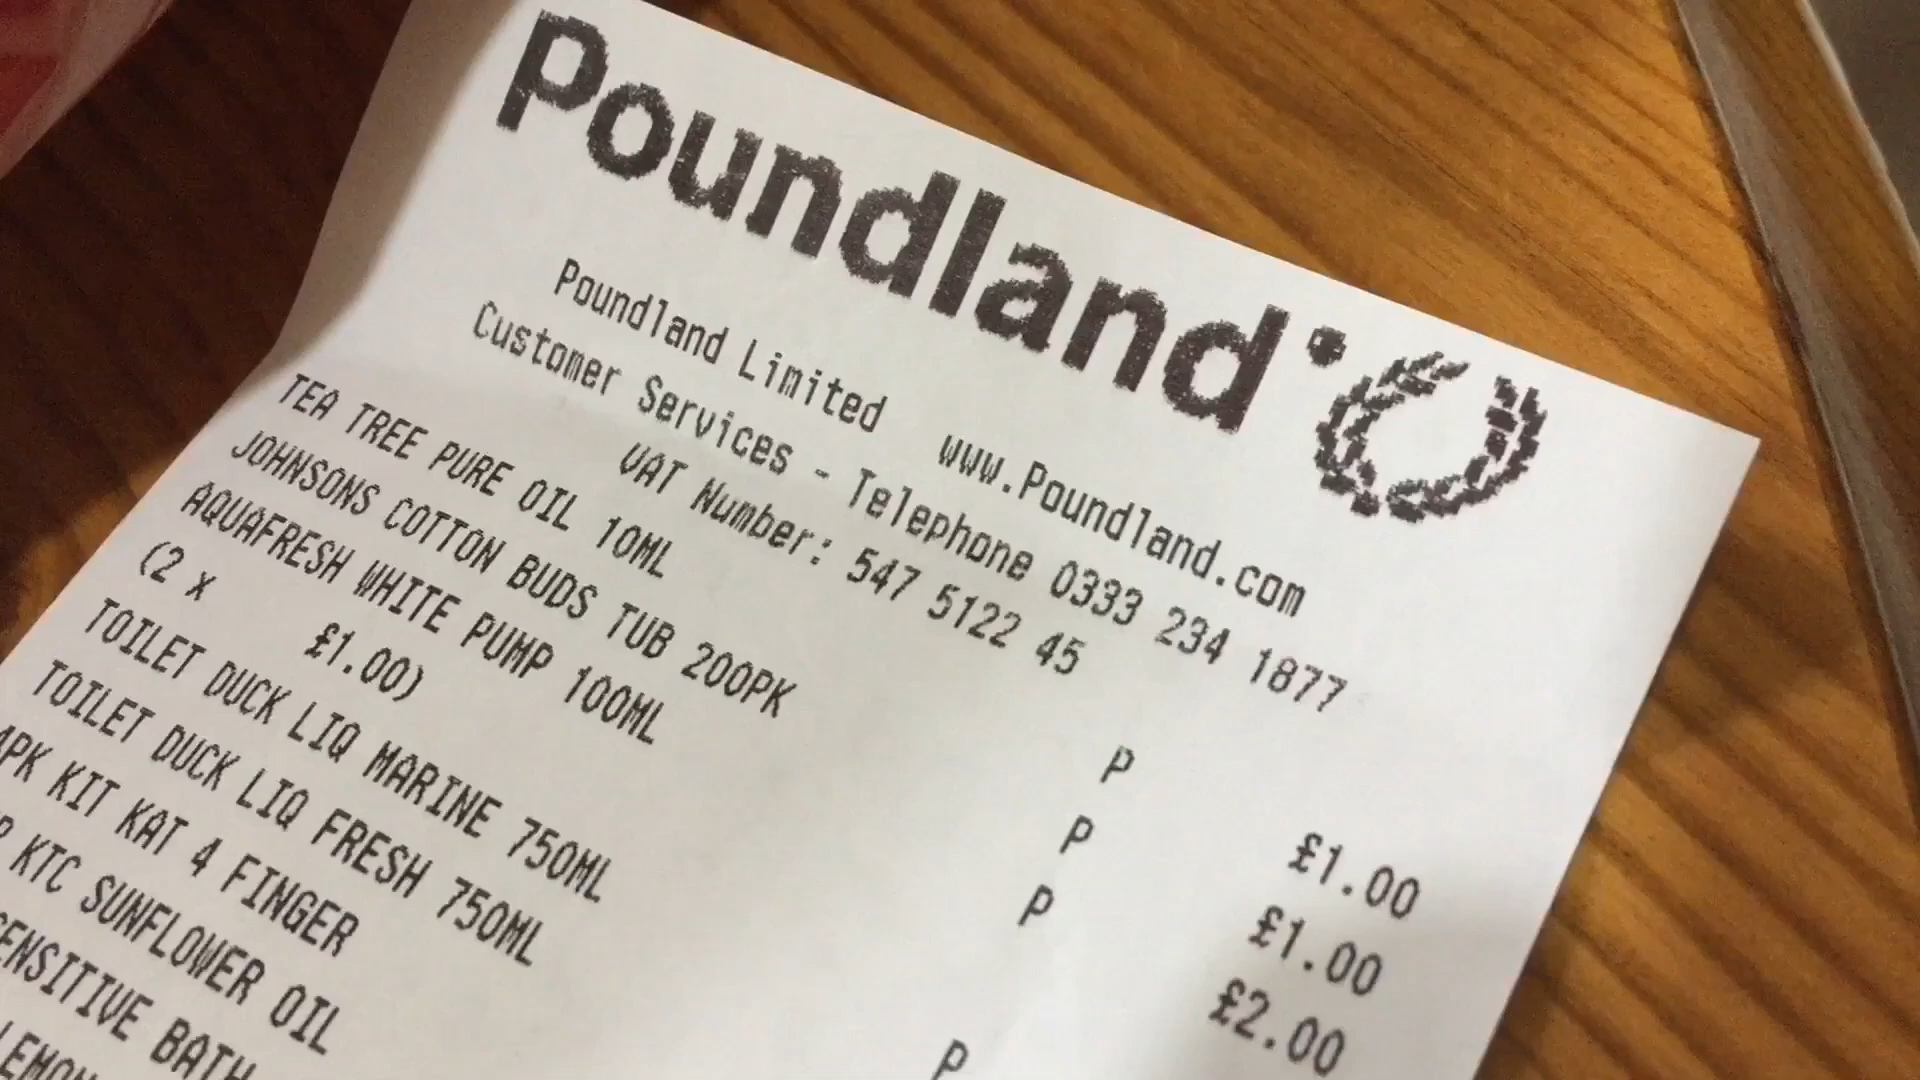 Poundland
Poundland Limited www.Poundland.com
Customer Services - Telephone 0333 234 1877
VAT Number: 547 5122 45
TEA TREE PURE OIL 10ML P £1.00
JOHNSONS COTTON BUDS TUB 200PK P £1.00
AQUAFRESH WHITE PUMP 100ML P £2.00
(2 x £1.00)
TOILET DUCK LIQ MARINE 750ML P
TOILET DUCK LIQ FRESH 750ML
4PK KIT KAT 4 FINGER
KTC SUNFLOWER OIL
BATH